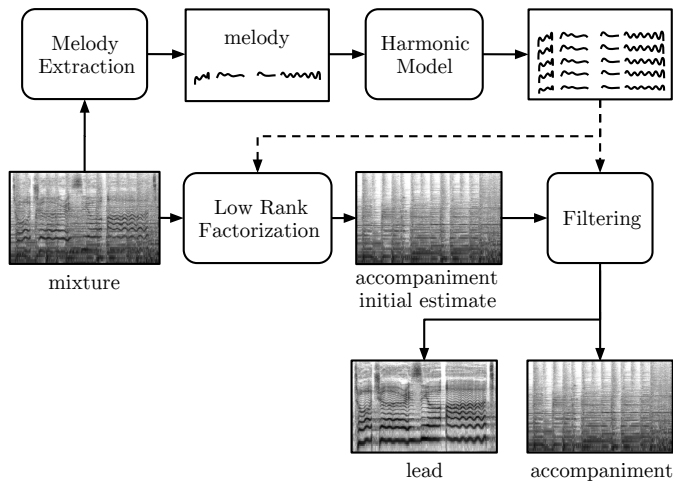 Melody
Extraction
melody
Harmonic
Model
Low Rank
Factorization
Filtering
mixture
accompaniment
initial estimate
lead
accompaniment